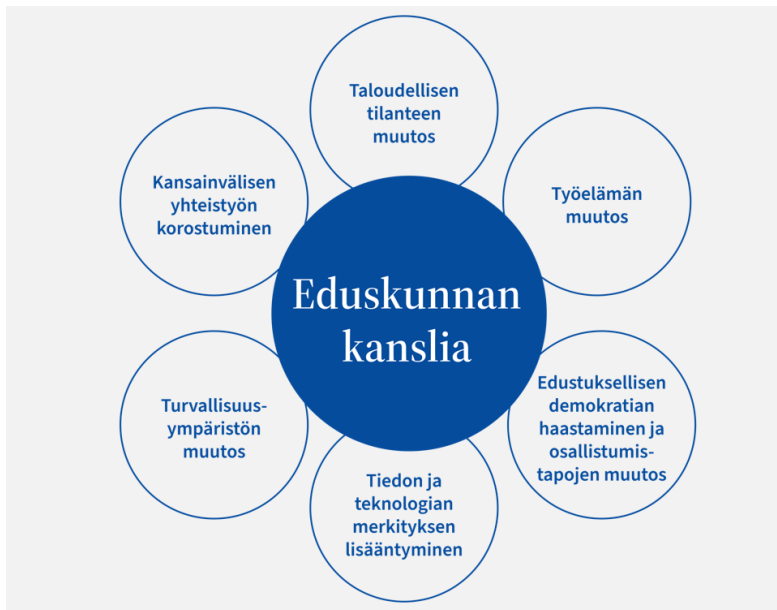 Taloudellisen
tilanteen
muutos
Kansainvälisen
yhteistyön
korostuminen
Työelämän
muutos
Eduskunnan
kanslia
Turvallisuus-
ympäristön
muutos
Edustuksellisen
demokratian
haastaminen ja
osallistumis-
tapojen muutos
Tiedon ja
teknologian
merkityksen
lisääntyminen